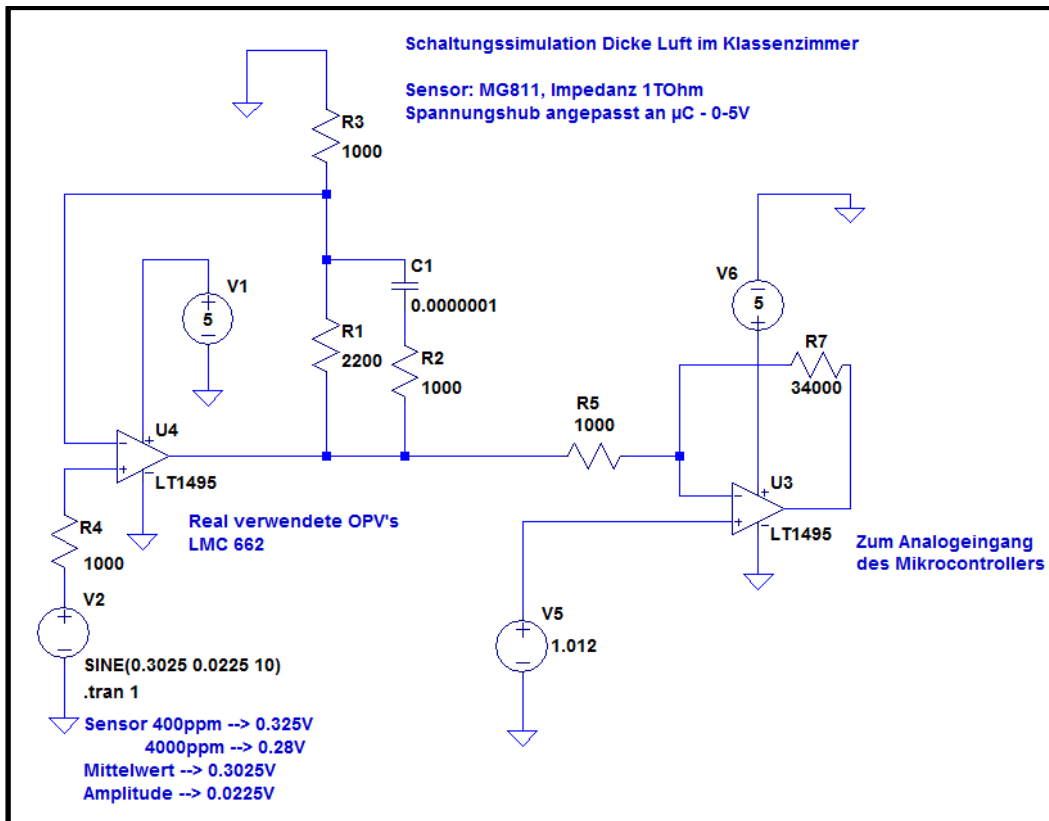 Schaltungssimulation Dicke Luft im Klassenzimmer
Sensor: MG811, Impedanz 1TOhm
Spannungshub angepasst an µC - 0-5V
R3
1000
V1
5
C1
0.0000001
R1
2200
R2
1000
V6
5
R7
34000
R5
1000
U4
LT1495
U3
LT1495
R4
1000
Real verwendete OPV's
LMC 662
Zum Analogeingang
des Mikrocontrollers
V2
SINE(0.3025 0.0225 10)
.tran 1
V5
1.012
Sensor 400ppm --> 0.325V
4000ppm --> 0.28V
Mittelwert --> 0.3025V
Amplitude --> 0.0225V